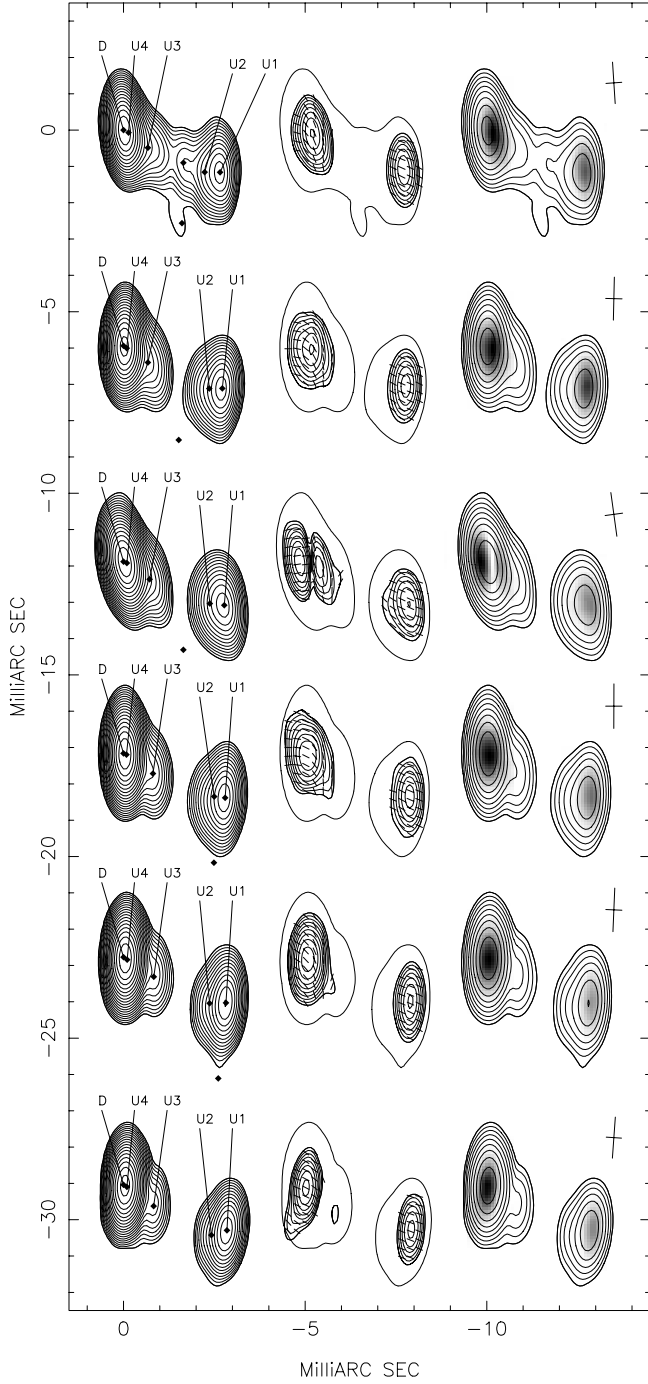 D U4 U3 U2 U1
0
D U4 U3 U2 U1
−5
D U4 U3 U2 U1
−10
D U4 U3 U2 U1
−15
MilliARC SEC
D U4 U3 U2 U1
−20
D U4 U3 U2 U1
−25
−30
0 −5 −10
MilliARC SEC